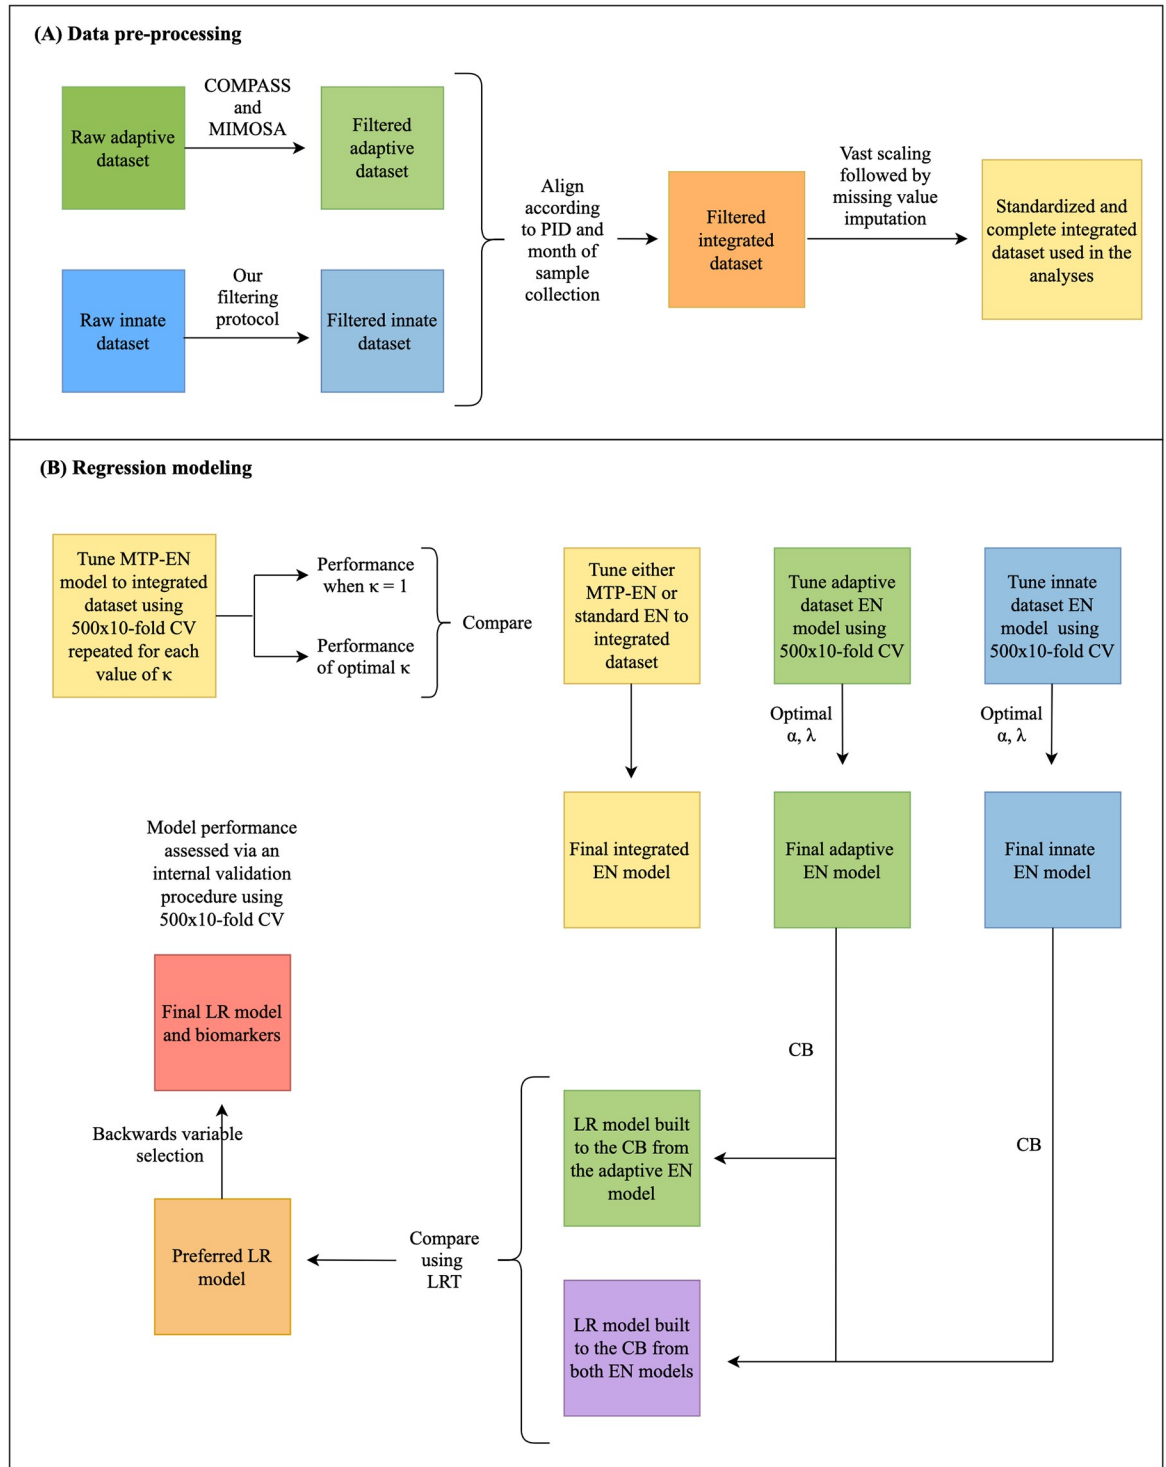 (A) Data pre-processing
Raw adaptive
dataset
COMPASS
and
MIMOSA
Filtered
adaptive
dataset
Raw innate
dataset
Our
filtering
protocol
Filtered innate
dataset
Align
according
to PID and
month of
sample
collection
Filtered
integrated
dataset
Vast scaling
followed by
missing value
imputation
Standardized and
complete integrated
dataset used in the
analyses
(B) Regression modeling
Tune MTP-EN
model to integrated
dataset using
500x10-fold CV
repeated for each
value of κ
Performance
when κ = 1
Performance
of optimal κ
Compare
Tune either
MTP-EN or
standard EN to
integrated
dataset
Tune adaptive
dataset EN
model using
500x10-fold CV
Tune innate
dataset EN
model using
500x10-fold CV
Optimal
α, λ
Optimal
α, λ
Final integrated
EN model
Final adaptive
EN model
Final innate
EN model
Model performance
assessed via an
internal validation
procedure using
500x10-fold CV
Final LR model
and biomarkers
Backwards variable
selection
Preferred LR
model
Compare
using
LRT
CB
CB
LR model built
to the CB from
the adaptive EN
model
LR model built
to the CB from
both EN models